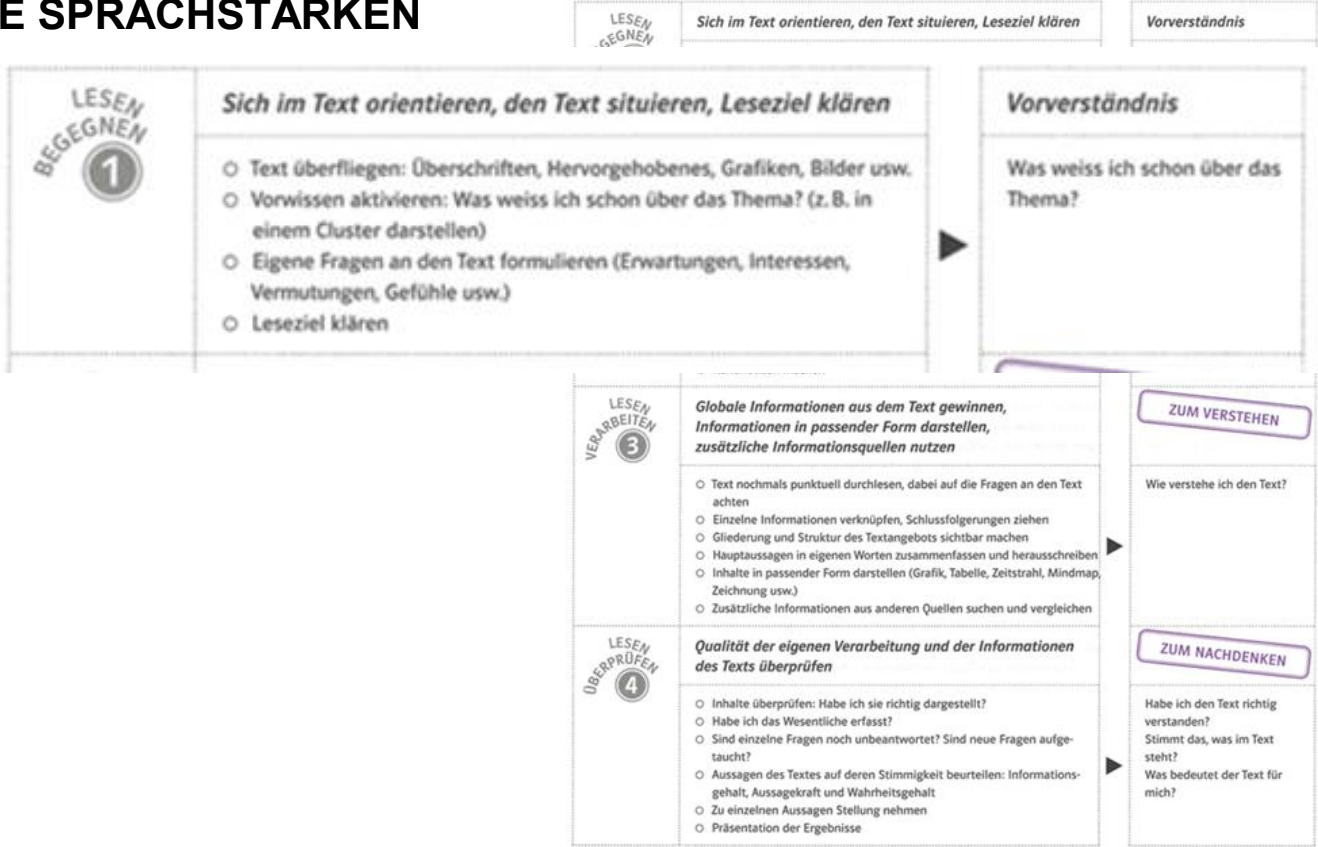 E SPRACHSTARKEN
LESEN
BEGEGNEN
Sich im Text orientieren, den Text situieren, Leseziel klären
Vorverständnis
LESEN
BEGEGNEN
1
Sich im Text orientieren, den Text situieren, Leseziel klären
○ Text überfliegen: Überschriften, Hervorgehobenes, Grafiken, Bilder usw.
○ Vorwissen aktivieren: Was weiss ich schon über das Thema? (z. B. in
einem Cluster darstellen)
○ Eigene Fragen an den Text formulieren (Erwartungen, Interessen,
Vermutungen, Gefühle usw.)
○ Leseziel klären
Vorverständnis
Was weiss ich schon über das
Thema?
LESEN
VERARBEITEN
3
Globale Informationen aus dem Text gewinnen,
Informationen in passender Form darstellen,
zusätzliche Informationsquellen nutzen
○ Text nochmals punktuell durchlesen, dabei auf die Fragen an den Text
achten
○ Einzelne Informationen verknüpfen, Schlussfolgerungen ziehen
○ Gliederung und Struktur des Textangebots sichtbar machen
○ Hauptaussagen in eigenen Worten zusammenfassen und herausschreiben
○ Inhalte in passender Form darstellen (Grafik, Tabelle, Zeitstrahl, Mindmap,
Zeichnung usw.)
○ Zusätzliche Informationen aus anderen Quellen suchen und vergleichen
ZUM VERSTEHEN
Wie verstehe ich den Text?
LESEN
ÜBERPRÜFEN
4
Qualität der eigenen Verarbeitung und der Informationen
des Texts überprüfen
○ Inhalte überprüfen: Habe ich sie richtig dargestellt?
○ Habe ich das Wesentliche erfasst?
○ Sind einzelne Fragen noch unbeantwortet? Sind neue Fragen aufge-
taucht?
○ Aussagen des Textes auf deren Stimmigkeit beurteilen: Informations-
gehalt, Aussagekraft und Wahrheitsgehalt
○ Zu einzelnen Aussagen Stellung nehmen
○ Präsentation der Ergebnisse
ZUM NACHDENKEN
Habe ich den Text richtig
verstanden?
Stimmt das, was im Text
steht?
Was bedeutet der Text für
mich?